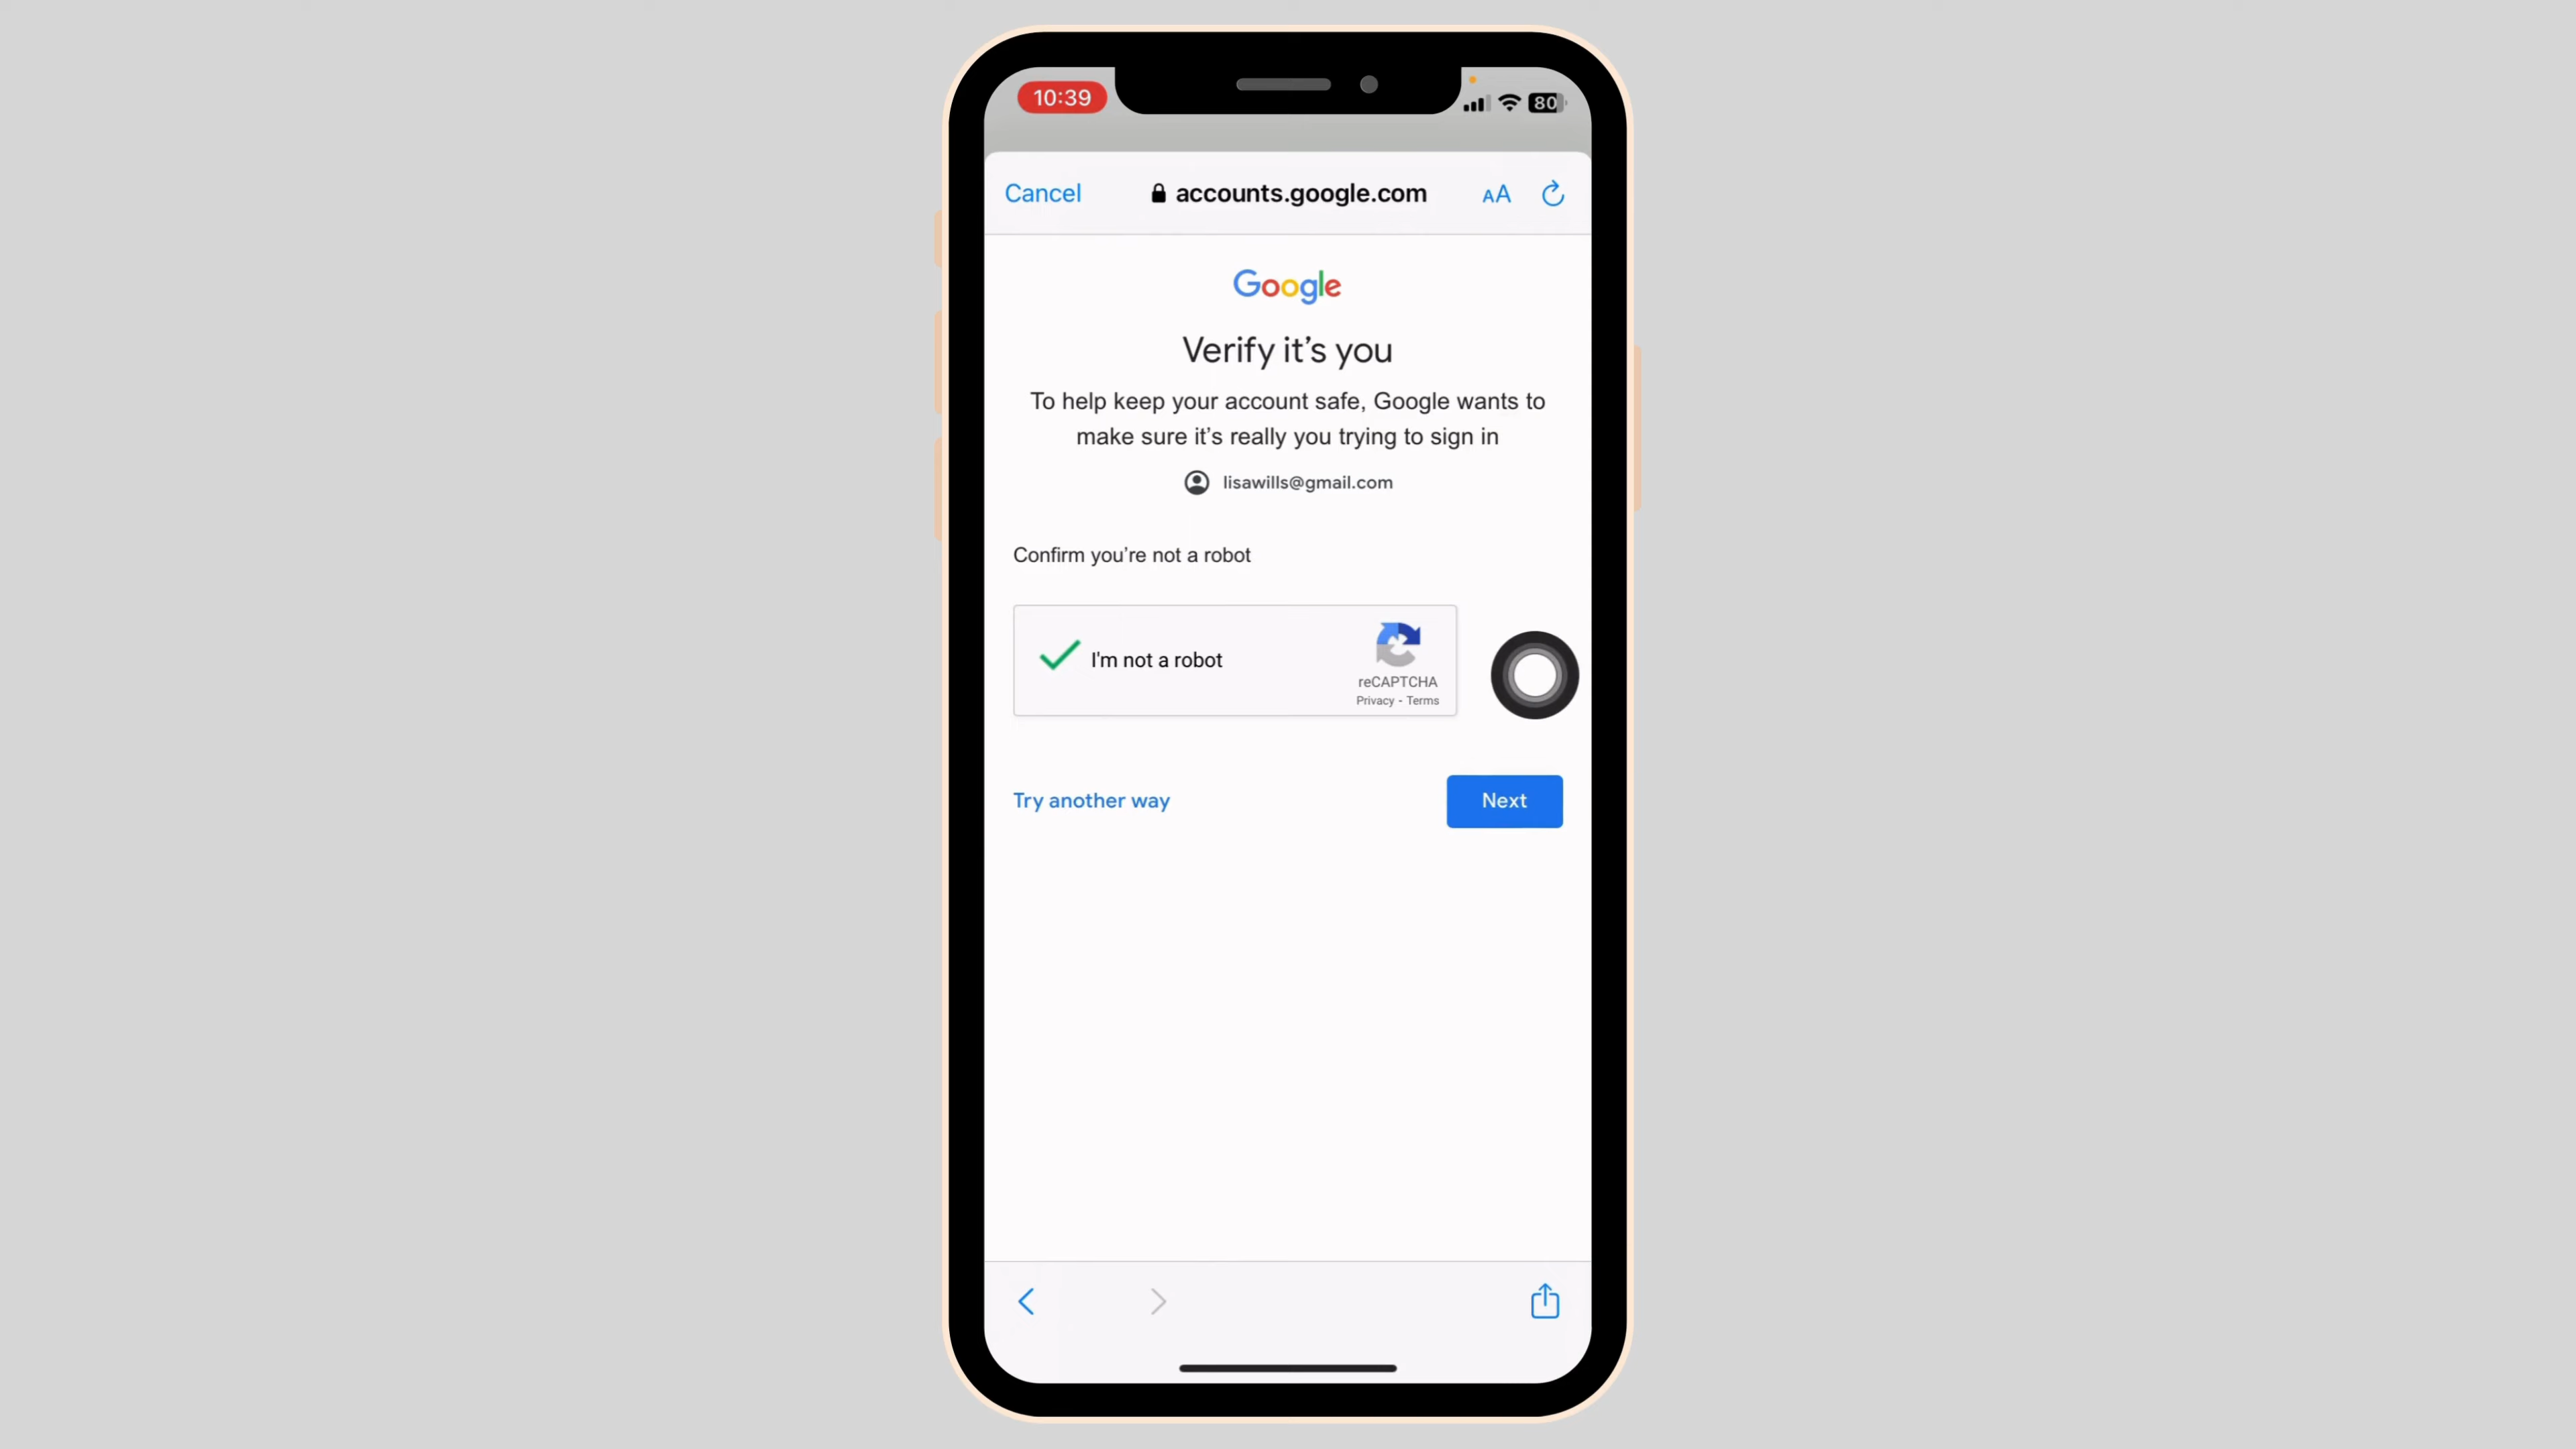 10:39
80
Cancel
accounts.google.com
AA
Google
Verify it’s you
To help keep your account safe, Google wants to
make sure it’s really you trying to sign in
lisawills@gmail.com
Confirm you’re not a robot
I'm not a robot
reCAPTCHA
Privacy - Terms
Try another way
Next